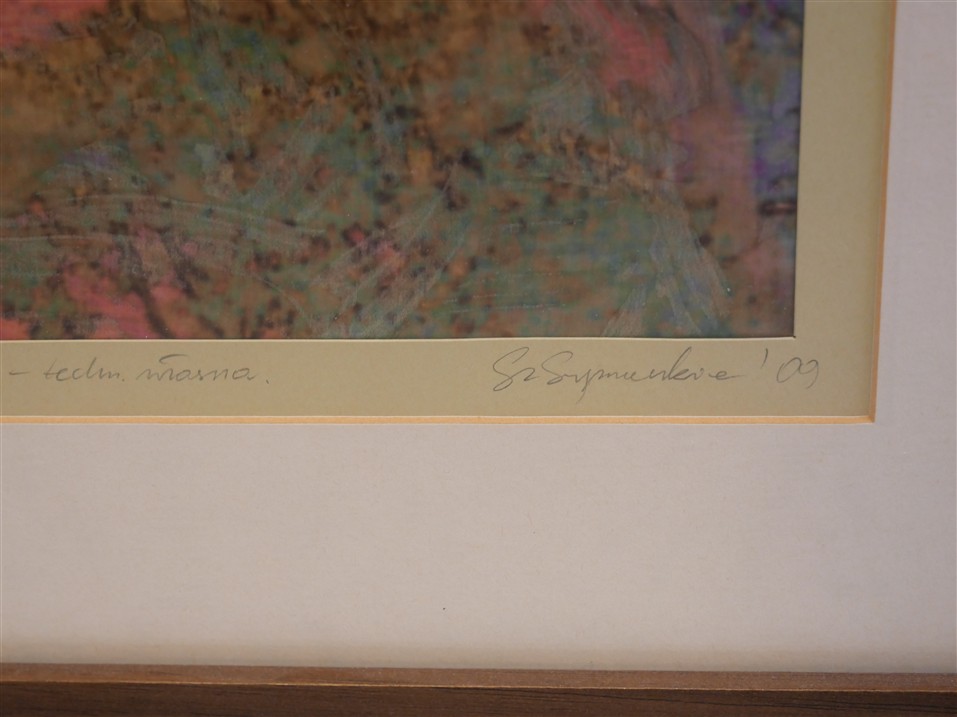 – techn. własna. '09